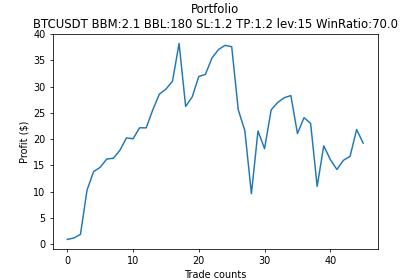 Portfolio
BTCUSDT BBM:2.1 BBL:180 SL:1.2 TP:1.2 lev:15 WinRatio:70.0
40
35
30
25
20
15
10
5
0
Profit ($)
0 10 20 30 40
Trade counts